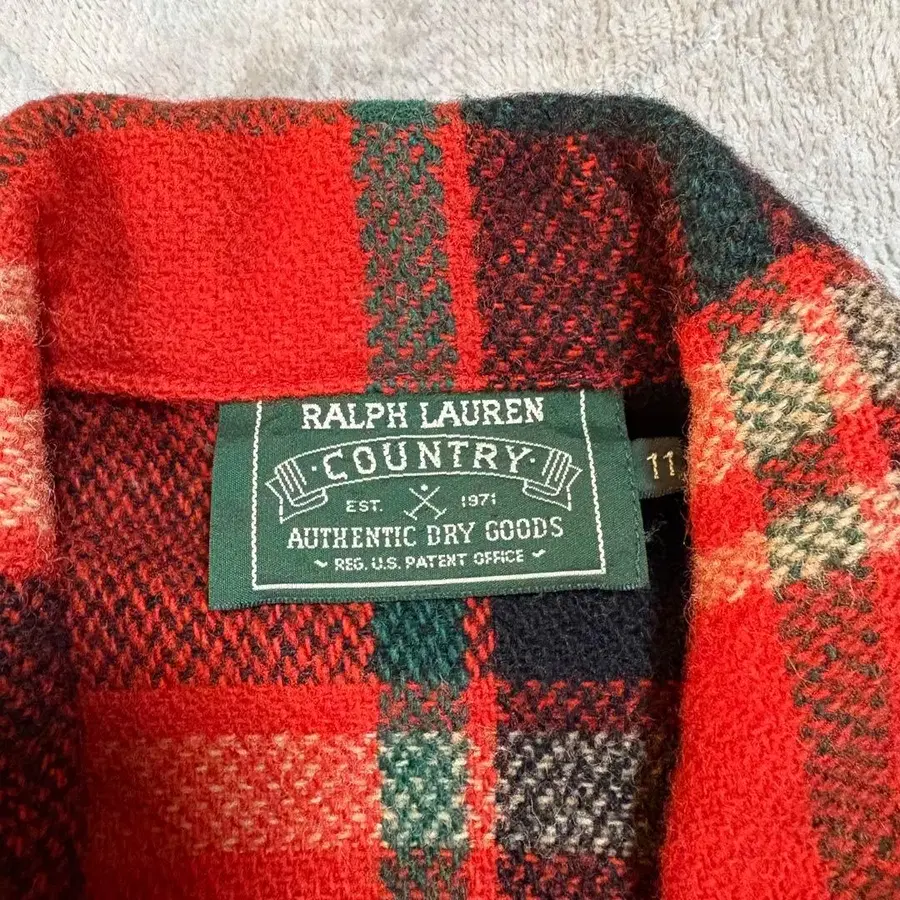 RALPH LAUREN
·COUNTRY·
EST. 1971
AUTHENTIC DRY GOODS
REG. U.S. PATENT OFFICE
11